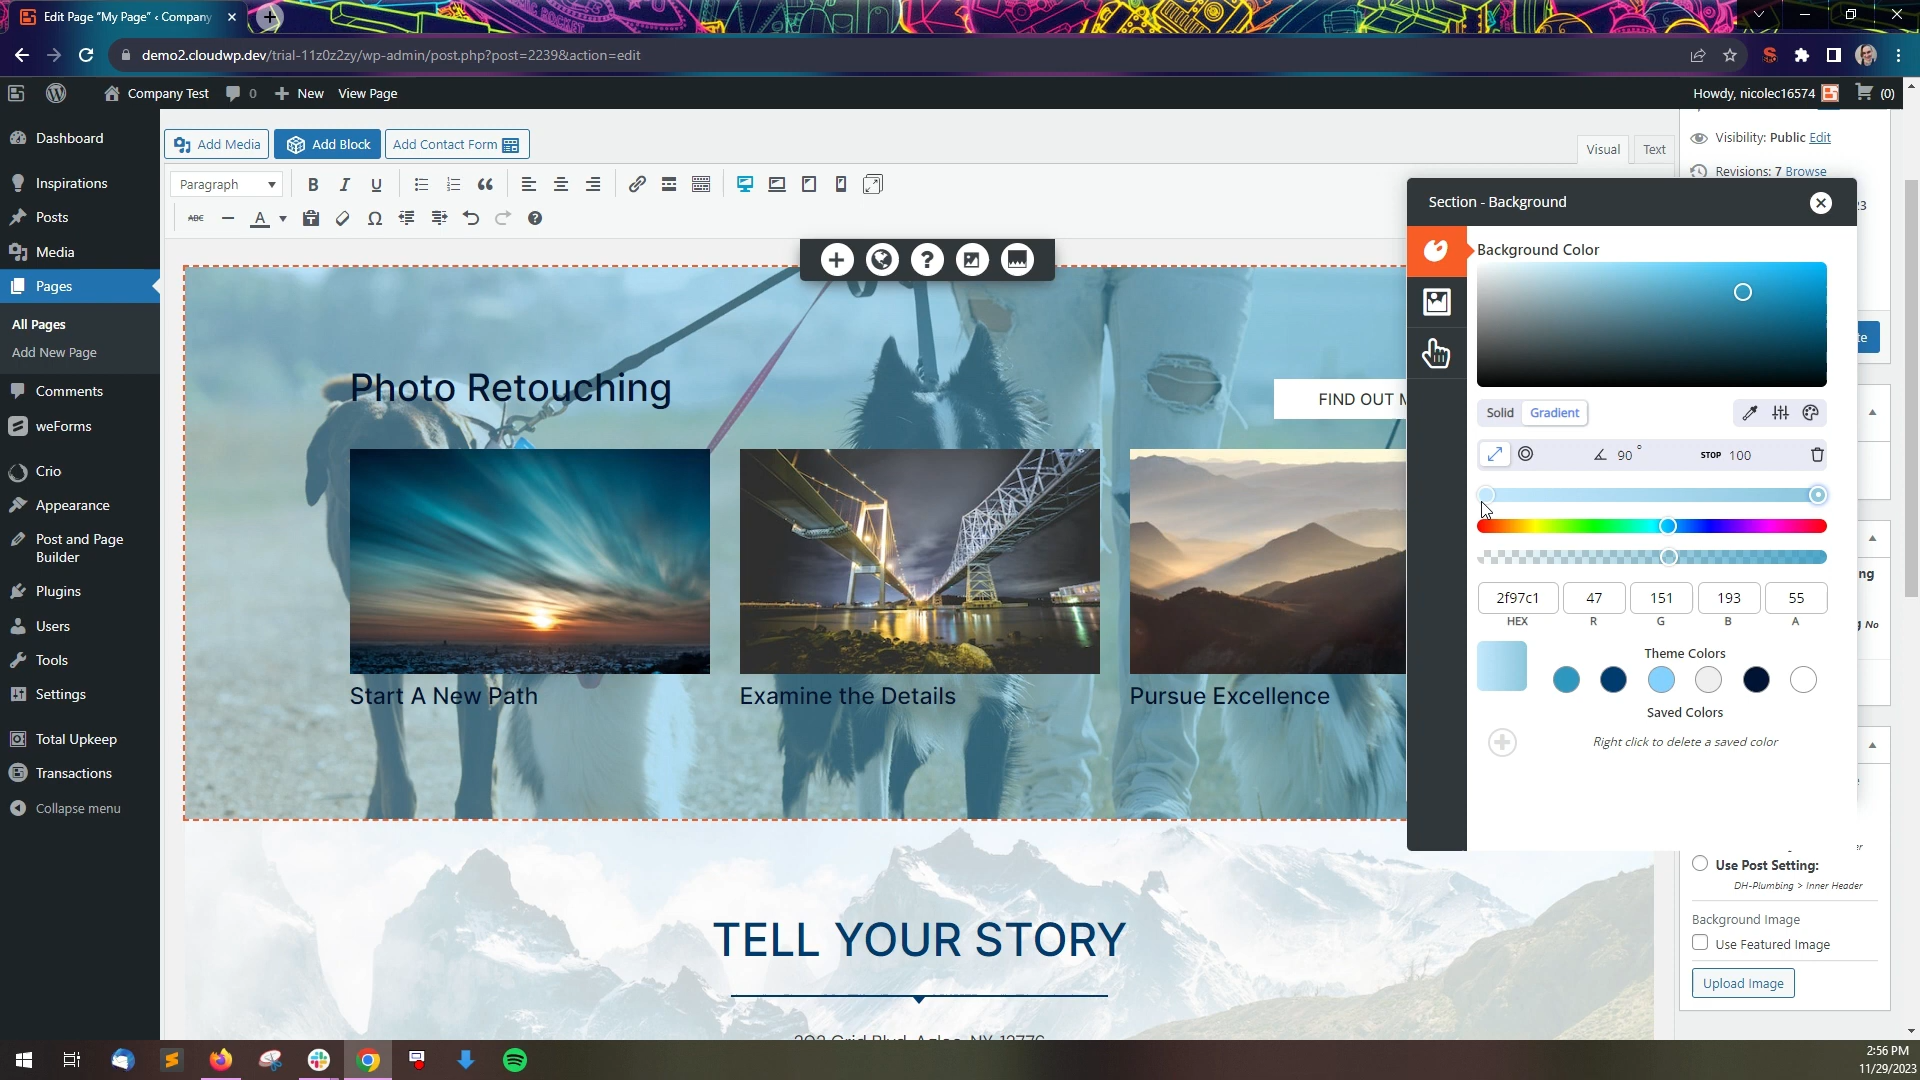 Edit Page "My Page" ‹ Company
demo2.cloudwp.dev/trial-11z0z2zy/wp-admin/post.php?post=2239&action=edit
Company Test
0
New
View Page
Howdy, nicolec16574
(0)
Dashboard
Inspirations
Posts
Media
Pages
All Pages
Add New Page
Comments
weForms
Crio
Appearance
Post and Page
Builder
Plugins
Users
Tools
Settings
Total Upkeep
Transactions
Collapse menu
Add Media
Add Block
Add Contact Form
Visual
Text
Paragraph
B
I
U
ABC
A
Photo Retouching
FIND OUT M
Start A New Path
Examine the Details
Pursue Excellence
TELL YOUR STORY
Visibility: Public Edit
Revisions: 7 Browse
23
te
Section - Background
Background Color
Solid
Gradient
90 °
STOP 100
2f97c1
47
151
193
55
HEX
R
G
B
A
Theme Colors
Saved Colors
Right click to delete a saved color
ng
No
Use Post Setting:
DH-Plumbing > Inner Header
Background Image
Use Featured Image
Upload Image
2:56 PM
11/29/2023